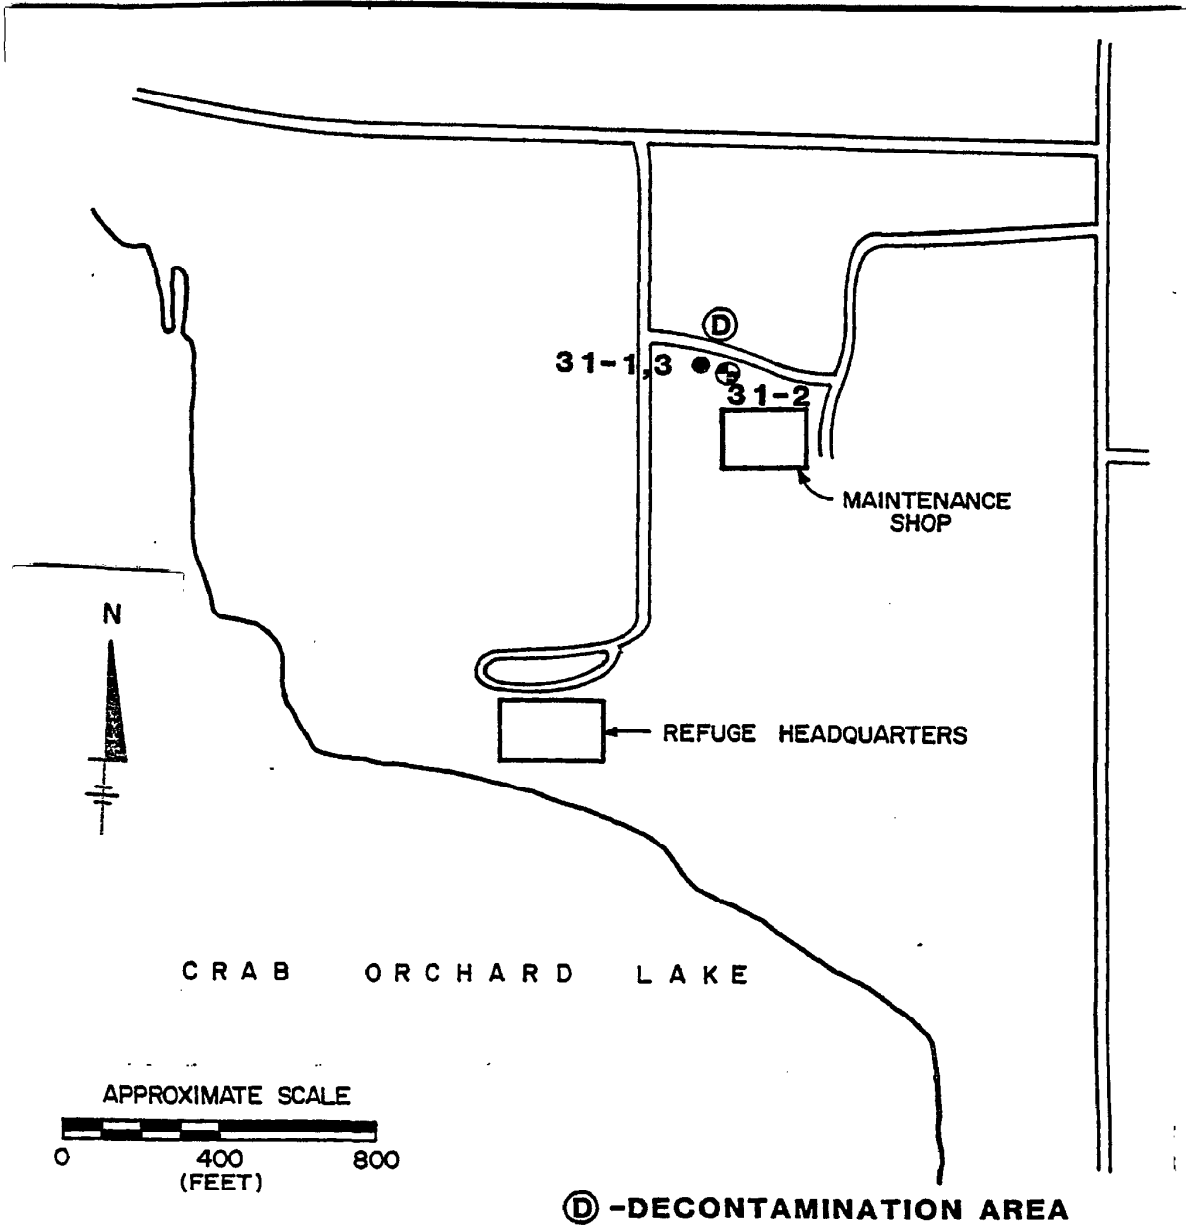 D
31-1,3
31-2
MAINTENANCE
SHOP
N
REFUGE HEADQUARTERS
CRAB ORCHARD LAKE
APPROXIMATE SCALE
0 400 800
(FEET)
D -DECONTAMINATION AREA